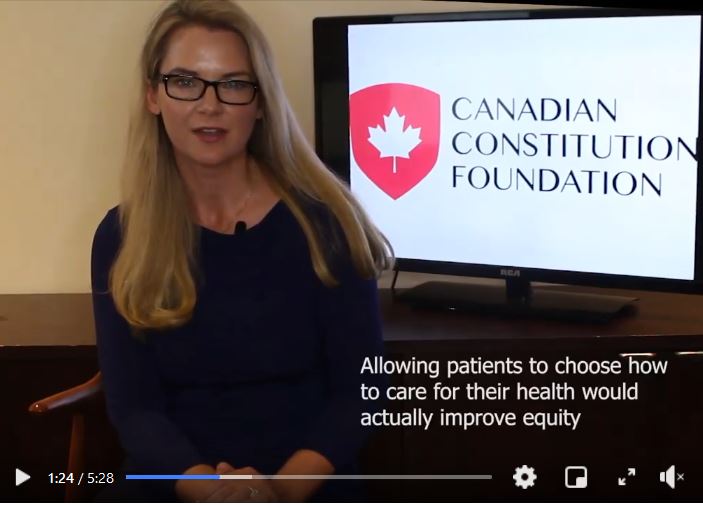 CANADIAN
CONSTITUTION
FOUNDATION
RCA
Allowing patients to choose how
to care for their health would
actually improve equity
1:24 / 5:28